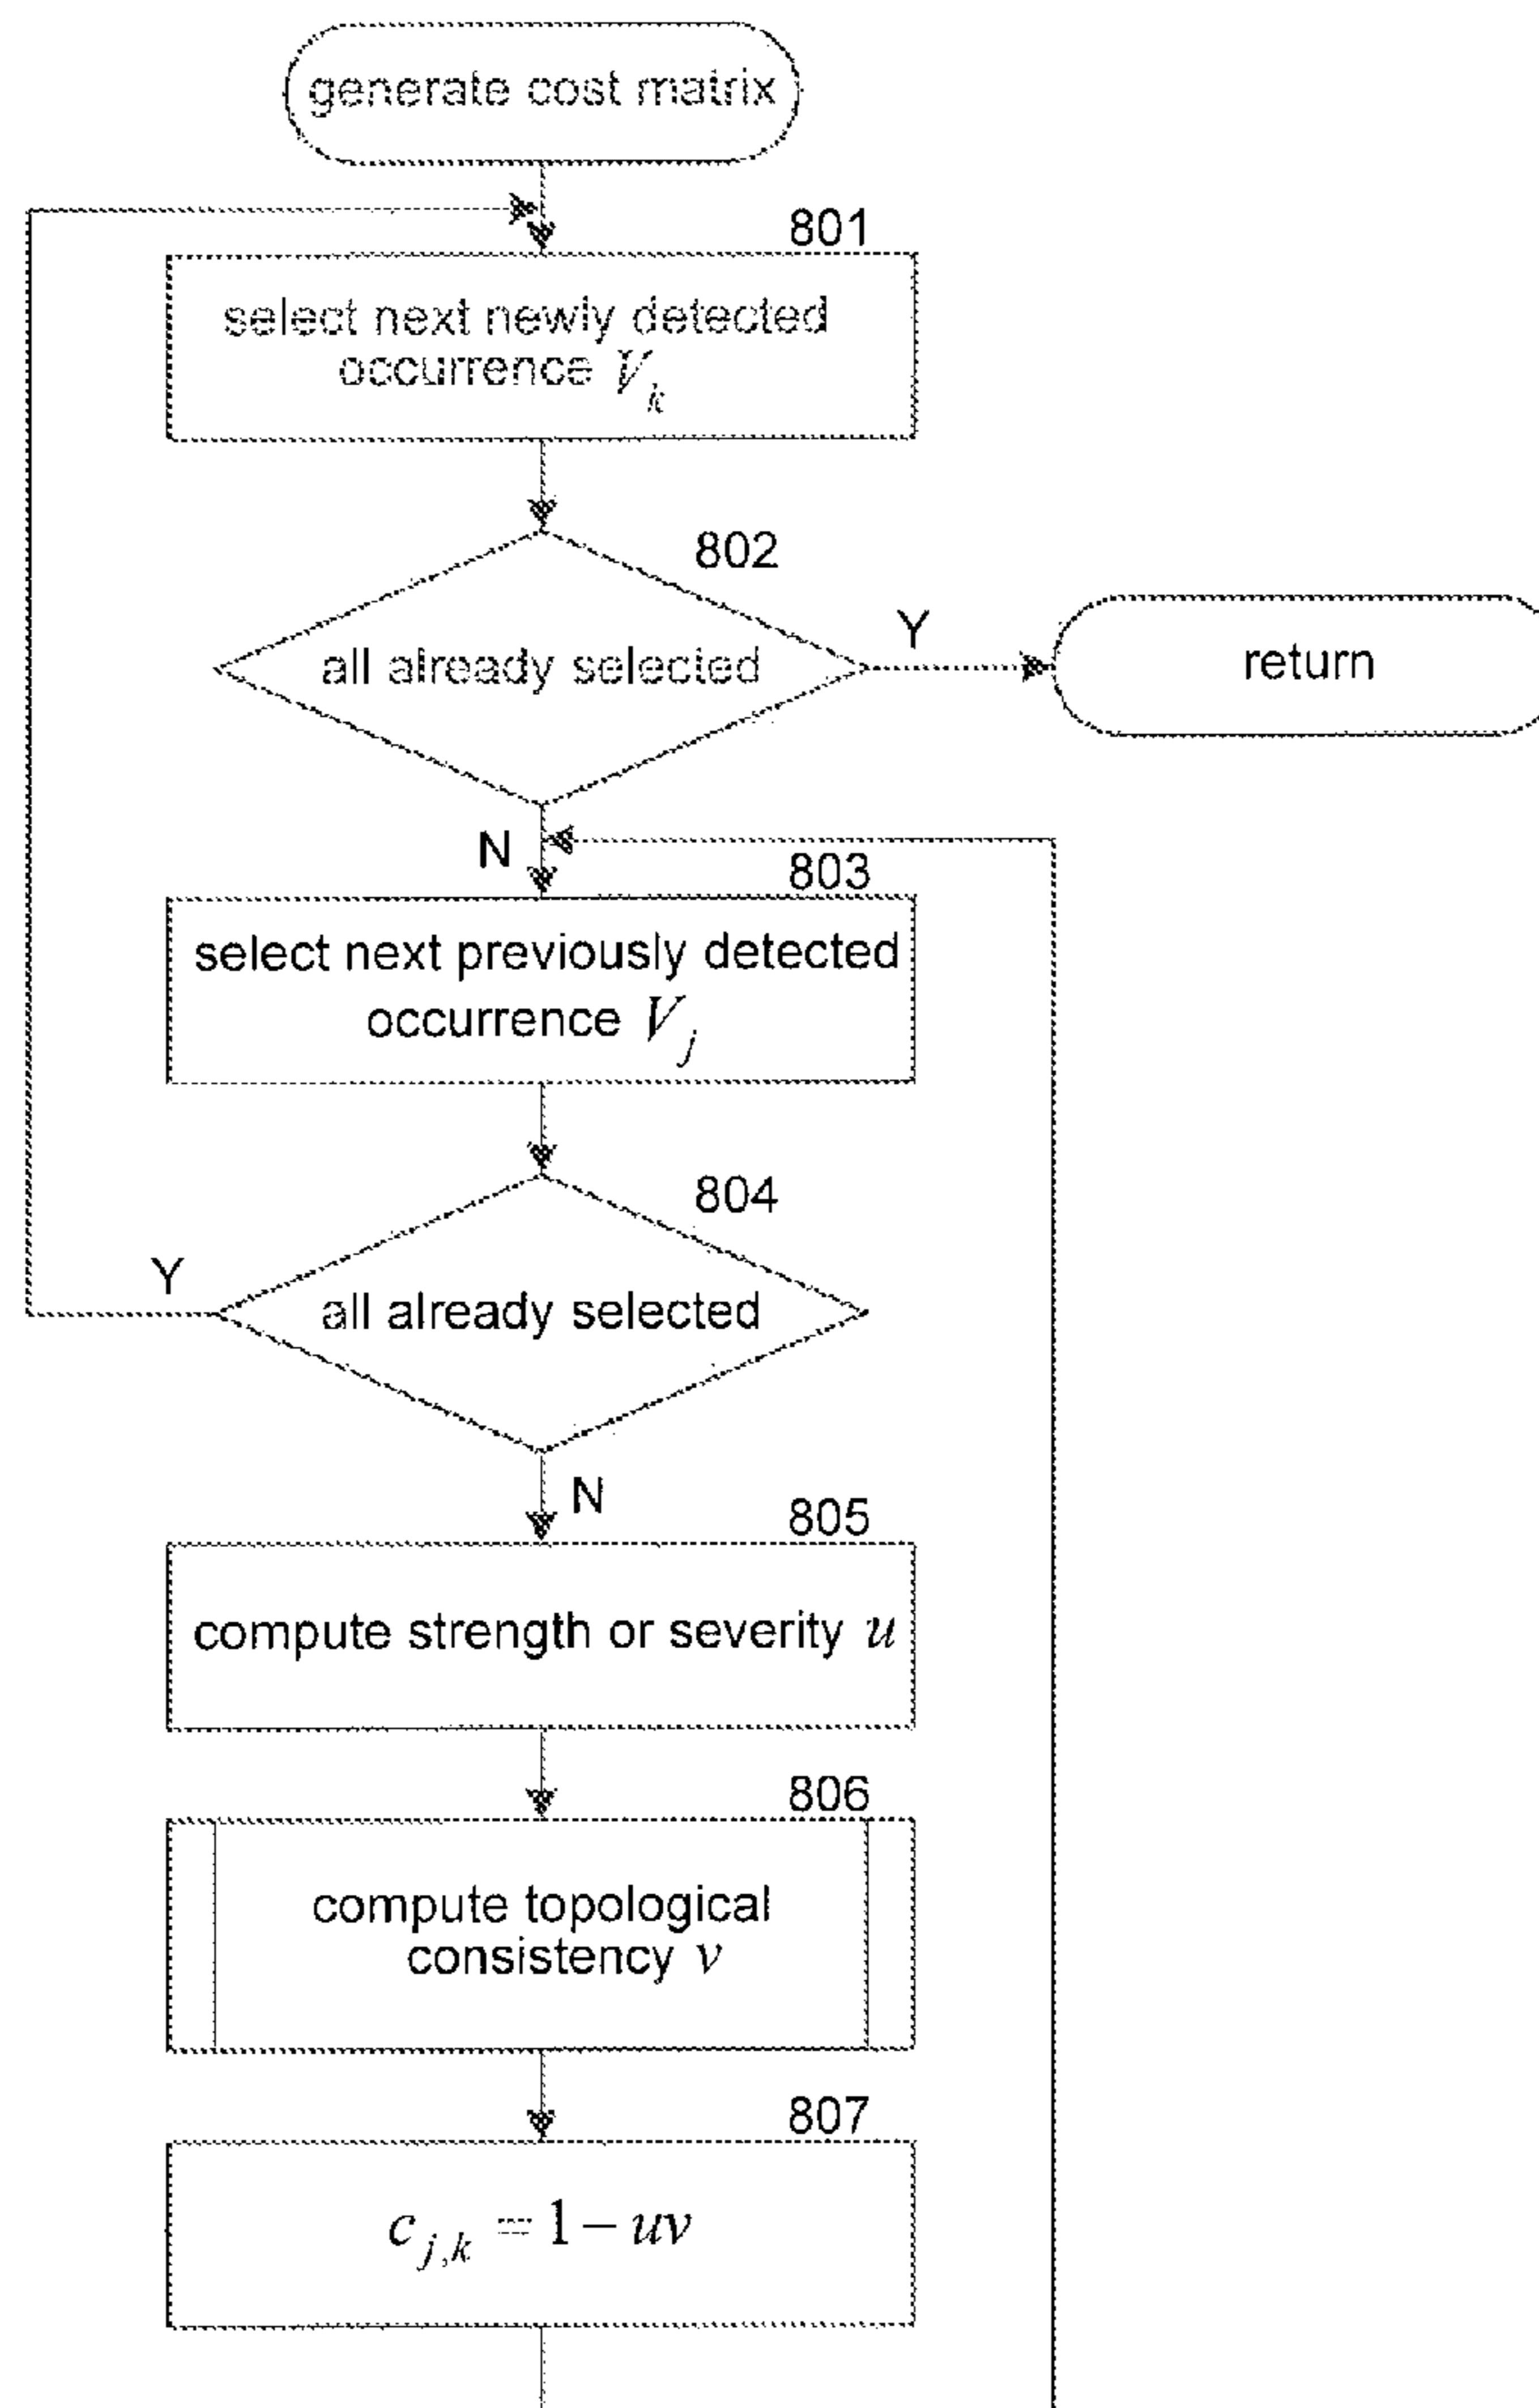 generate cost matrix
801
select next newly detected
occurrence V_k
802
all already selected
Y
return
N
803
select next previously detected
occurrence V_j
804
Y
all already selected
N
805
compute strength or severity u
806
compute topological
consistency v
807
c_{j,k} = 1 - uv